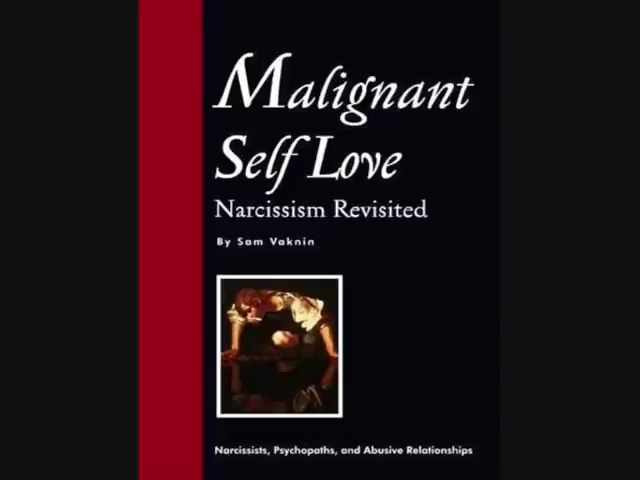 Malignant
Self Love
Narcissism Revisited
By Sam Vaknin
Narcissists, Psychopaths, and Abusive Relationships